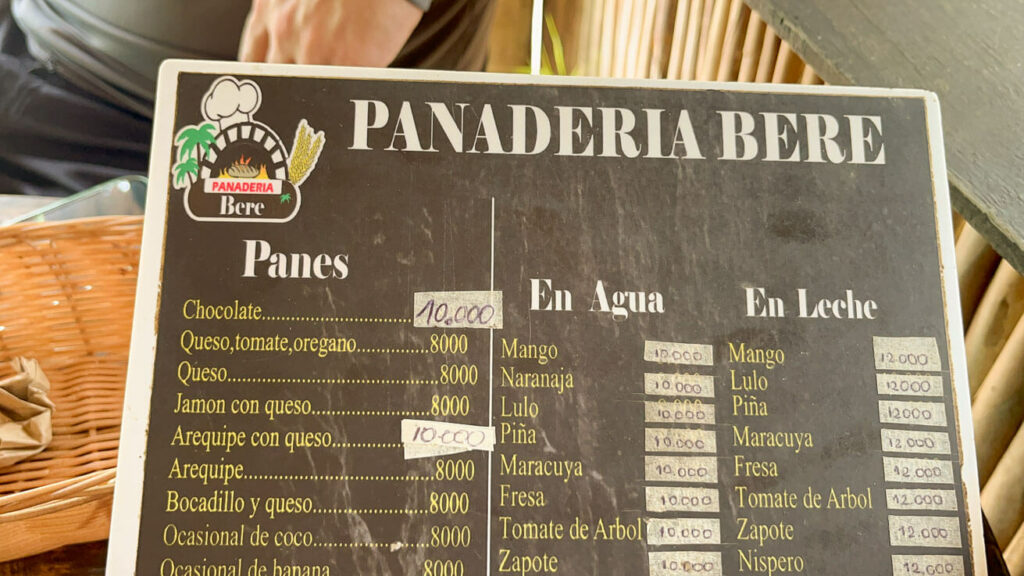 PANADERIA BERE
PANADERIA
Bere
Panes
Chocolate 10.000
Queso,tomate,oregano 8000
Queso 8000
Jamon con queso 8000
Arequipe con queso 10.000
Arequipe 8000
Bocadillo y queso 8000
Ocasional de coco 8000
Ocasional de banana 8000
En Agua
Mango 10.000
Naranaja 10.000
Lulo 10.000
Piña 10.000
Maracuya 10.000
Fresa 10.000
Tomate de Arbol 10.000
Zapote 10.000
En Leche
Mango 12.000
Lulo 12000
Piña 12000
Maracuya 12.000
Fresa 12.000
Tomate de Arbol 12.000
Zapote 12.000
Nispero 12.000